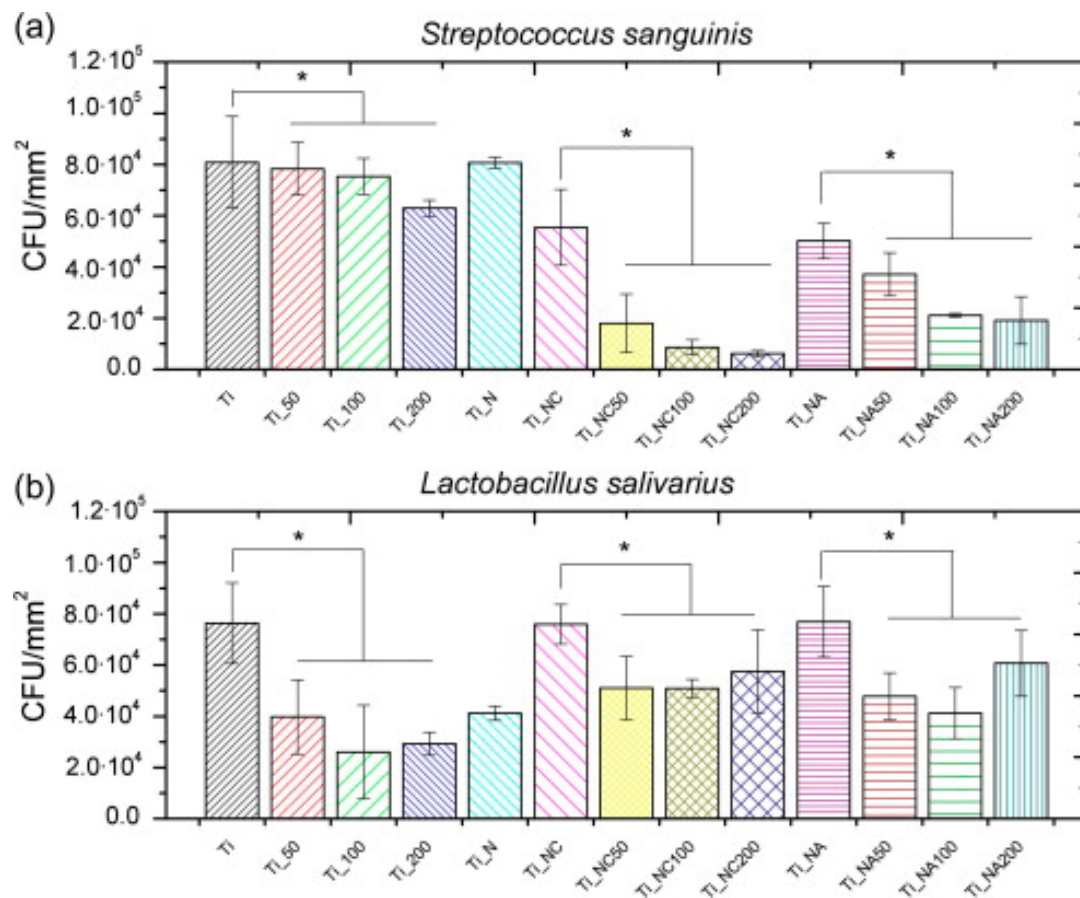 (a)
Streptococcus sanguinis
1.2·10⁵
1.0·10⁵
8.0·10⁴
6.0·10⁴
4.0·10⁴
2.0·10⁴
0.0
CFU/mm²
*
*
*
Ti
Ti_50
Ti_100
Ti_200
Ti_N
Ti_NC
Ti_NC50
Ti_NC100
Ti_NC200
Ti_NA
Ti_NA50
Ti_NA100
Ti_NA200
(b)
Lactobacillus salivarius
1.2·10⁵
1.0·10⁵
8.0·10⁴
6.0·10⁴
4.0·10⁴
2.0·10⁴
0.0
CFU/mm²
*
*
*
Ti
Ti_50
Ti_100
Ti_200
Ti_N
Ti_NC
Ti_NC50
Ti_NC100
Ti_NC200
Ti_NA
Ti_NA50
Ti_NA100
Ti_NA200